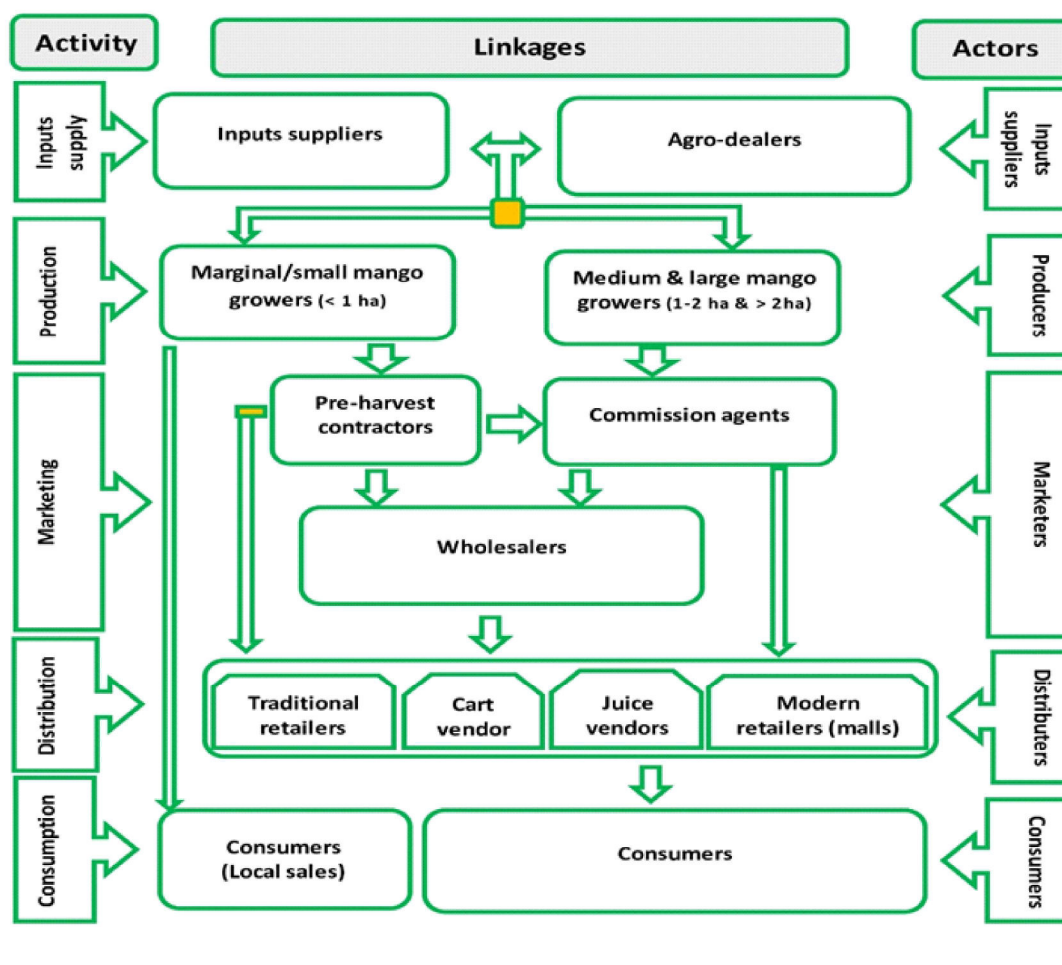 Activity
Linkages
Actors
Inputs
supply
Inputs suppliers
Agro-dealers
Inputs
suppliers
Production
Marginal/small mango
growers (< 1 ha)
Medium & large mango
growers (1-2 ha & > 2ha)
Producers
Marketing
Pre-harvest
contractors
Commission agents
Wholesalers
Marketers
Distribution
Traditional
retailers
Cart
vendor
Juice
vendors
Modern
retailers (malls)
Distributers
Consumption
Consumers
(Local sales)
Consumers
Consumers